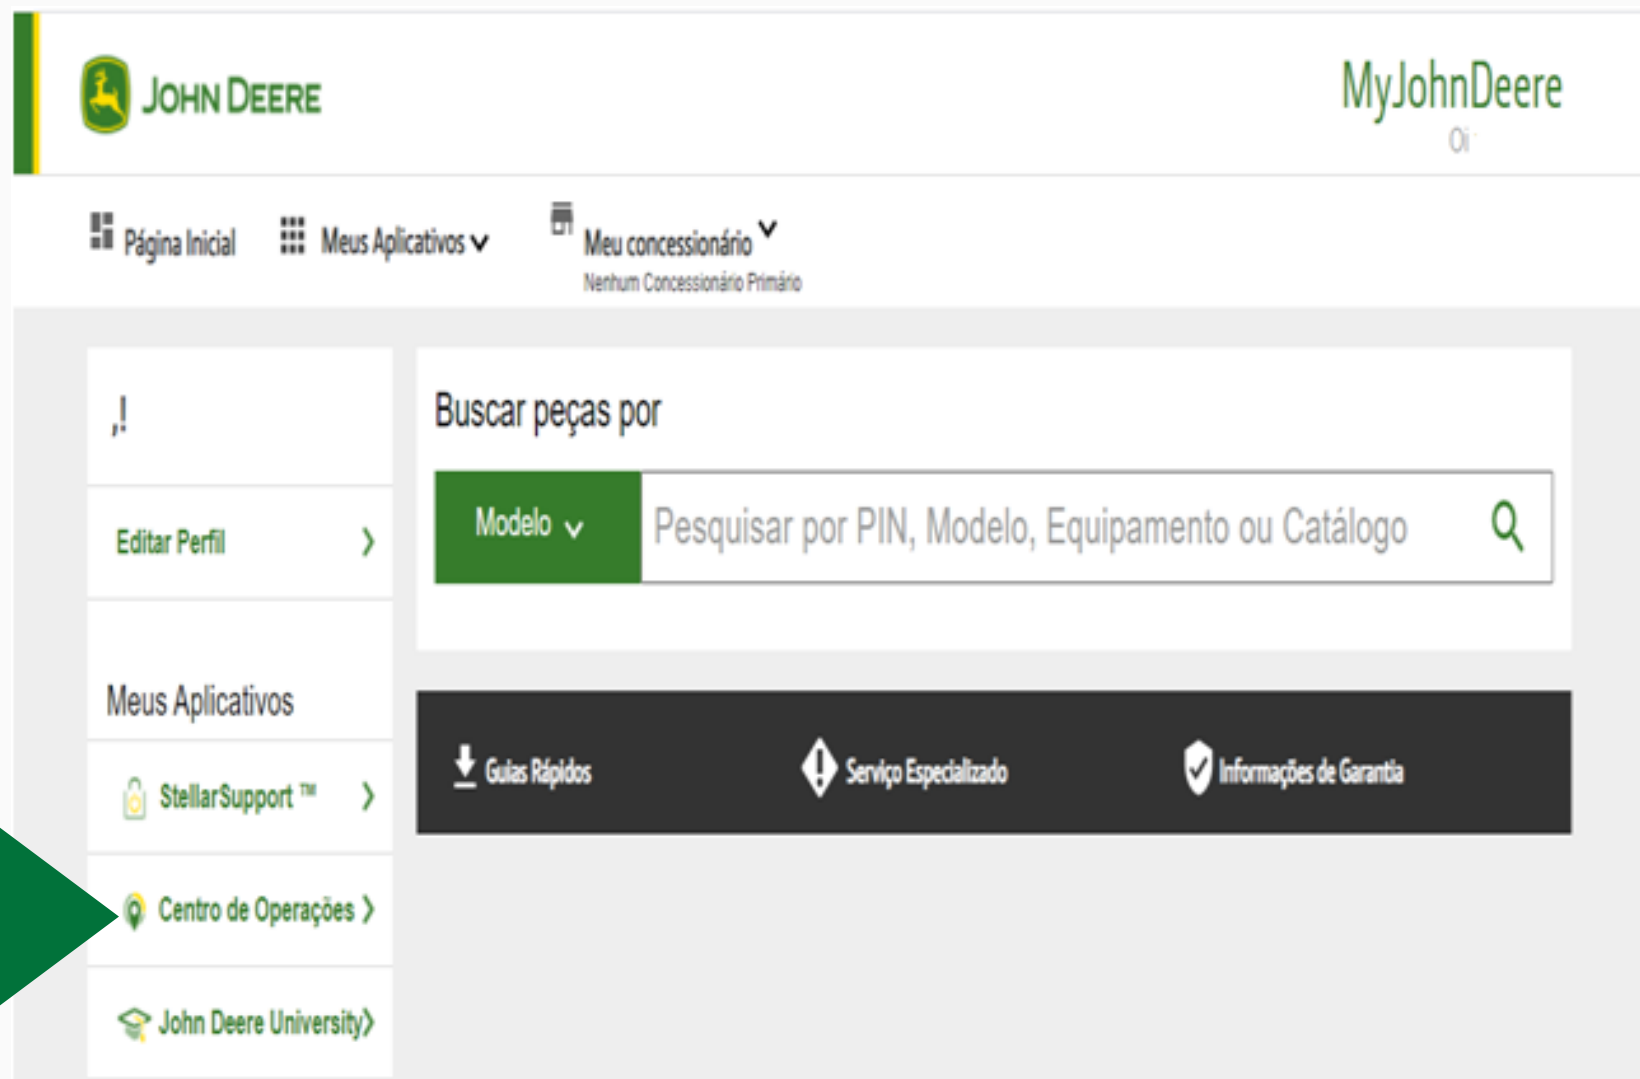 JOHN DEERE
MyJohnDeere
Oi
Página Inicial
Meus Aplicativos
Meu concessionário
Nenhum Concessionário Primário
,!
Editar Perfil
Meus Aplicativos
StellarSupport ™
Centro de Operações
John Deere University
Buscar peças por
Modelo
Pesquisar por PIN, Modelo, Equipamento ou Catálogo
Guias Rápidos
Serviço Especializado
Informações de Garantia